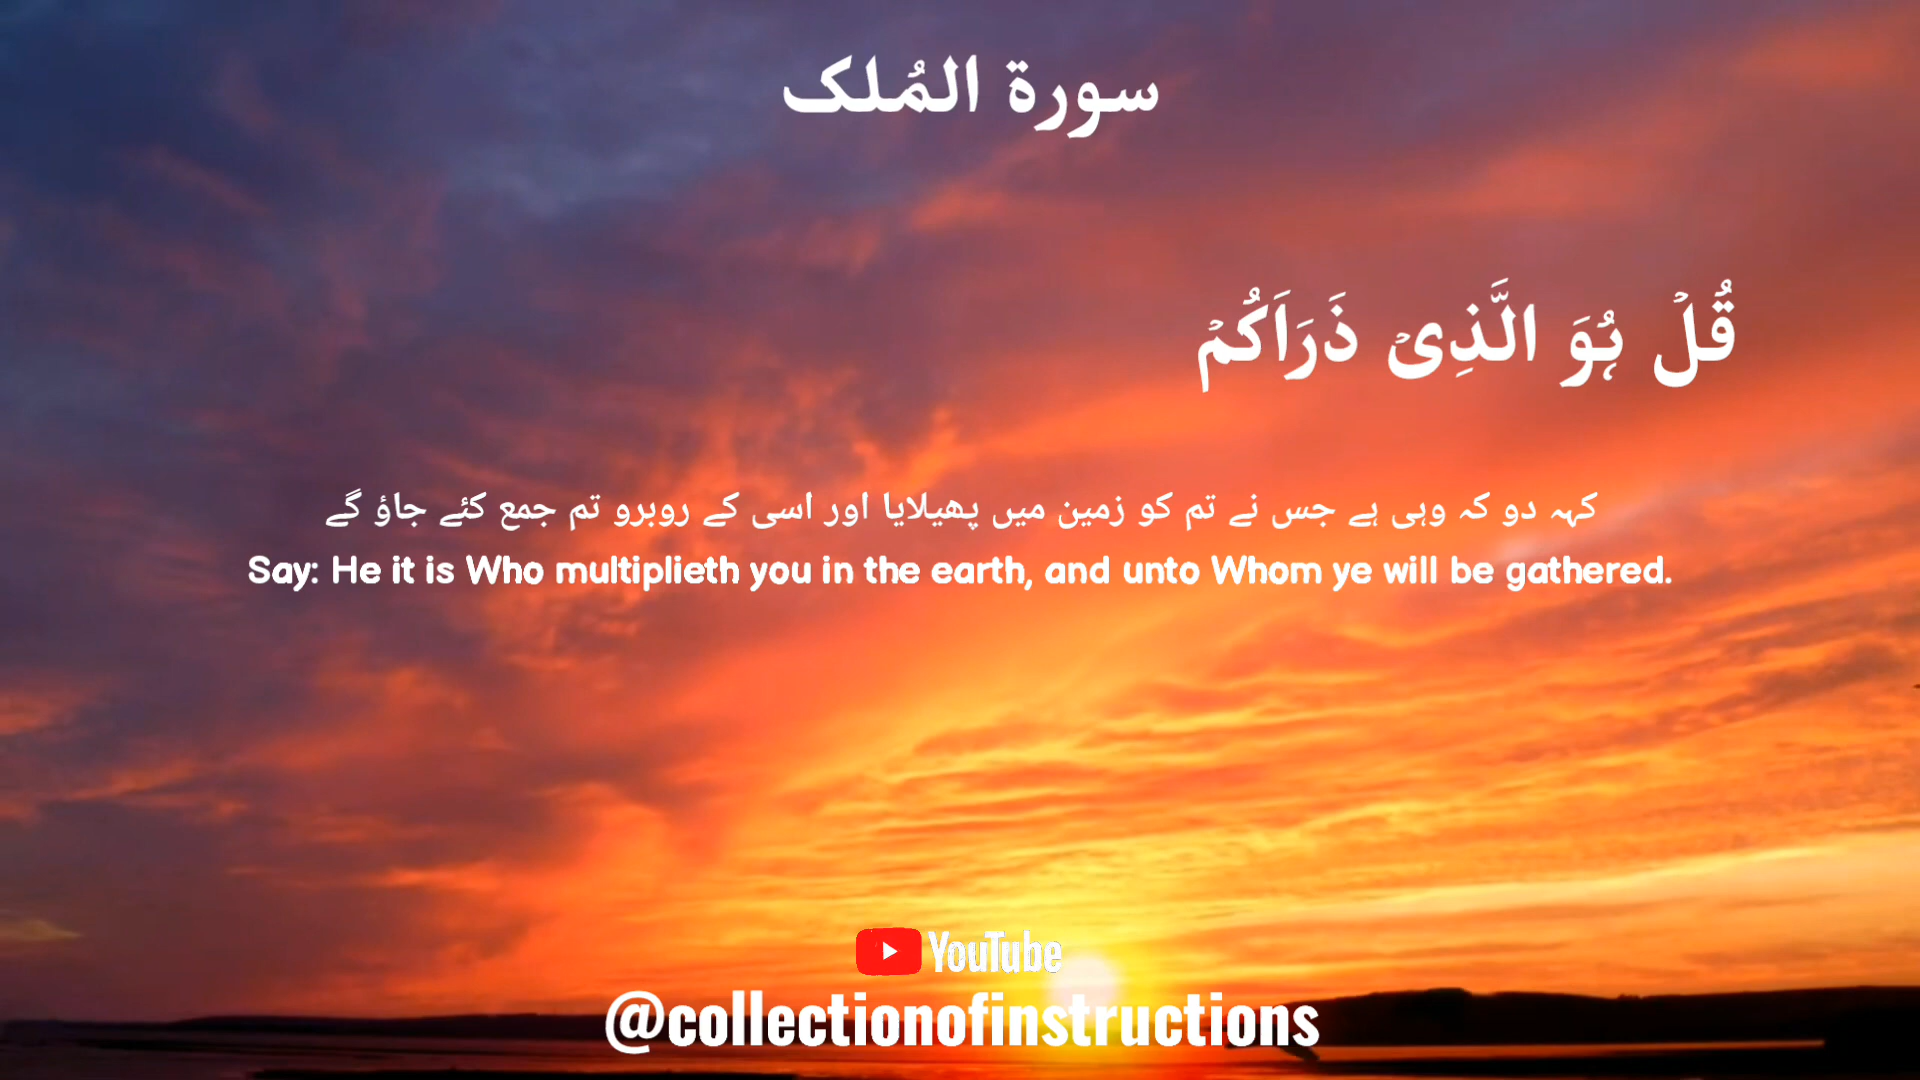 سورة المُلک
قُلۡ ہُوَ الَّذِیۡ ذَرَاَکُمۡ
کہہ دو کہ وہی ہے جس نے تم کو زمین میں پھیلایا اور اسی کے روبرو تم جمع کئے جاؤ گے
Say: He it is Who multiplieth you in the earth, and unto Whom ye will be gathered.
YouTube
@collectionofinstructions